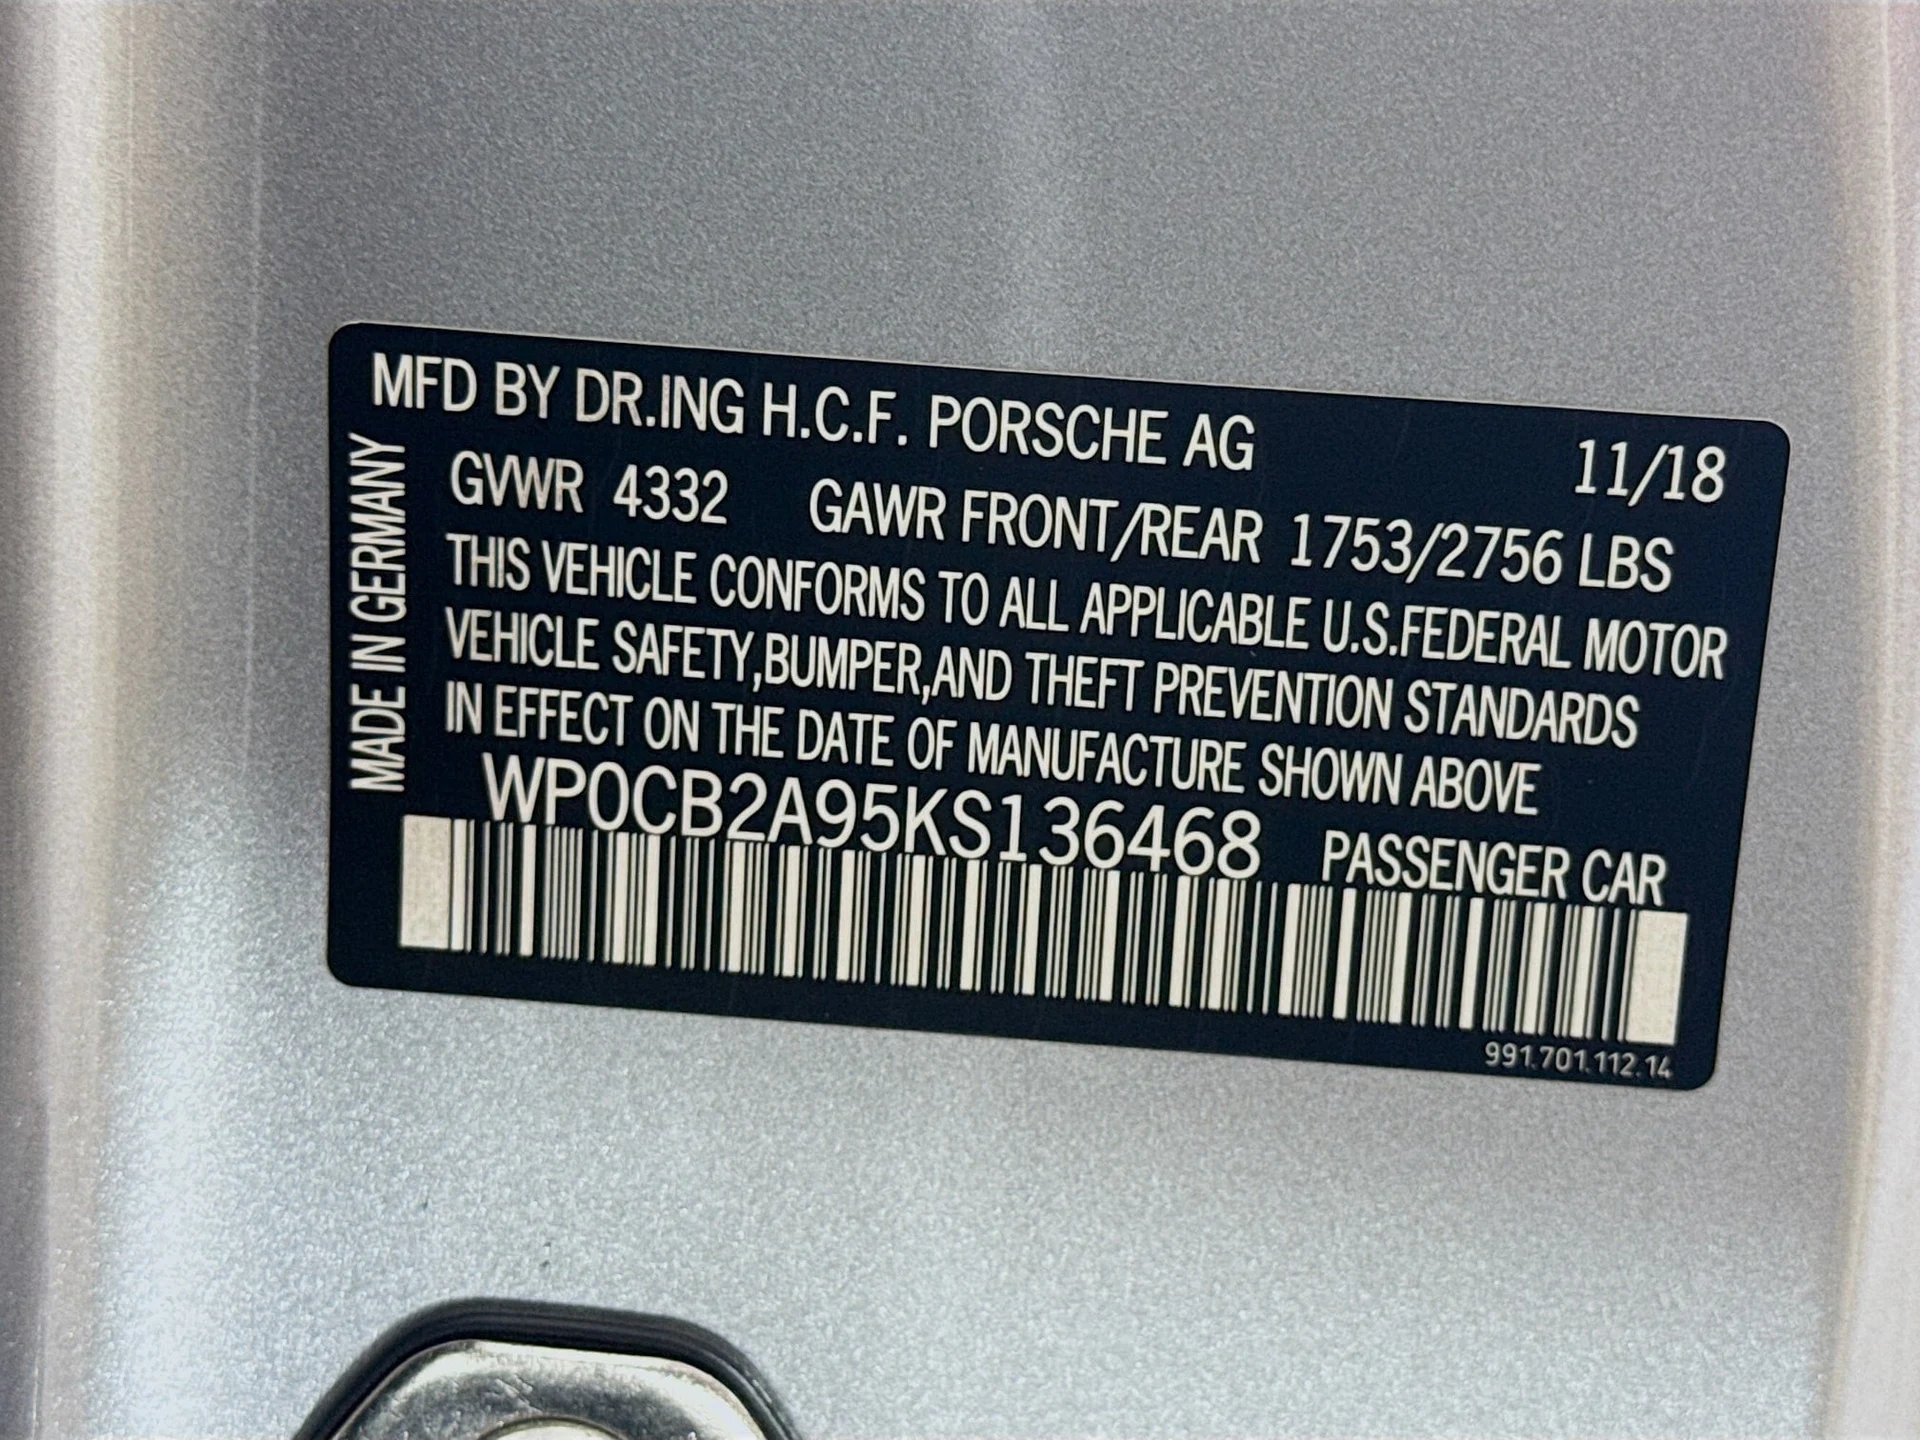 MFD BY DR.ING H.C.F. PORSCHE AG 11/18
GVWR 4332 GAWR FRONT/REAR 1753/2756 LBS
THIS VEHICLE CONFORMS TO ALL APPLICABLE U.S.FEDERAL MOTOR
VEHICLE SAFETY,BUMPER,AND THEFT PREVENTION STANDARDS
IN EFFECT ON THE DATE OF MANUFACTURE SHOWN ABOVE
WP0CB2A95KS136468 PASSENGER CAR
991.701.112.14
MADE IN GERMANY